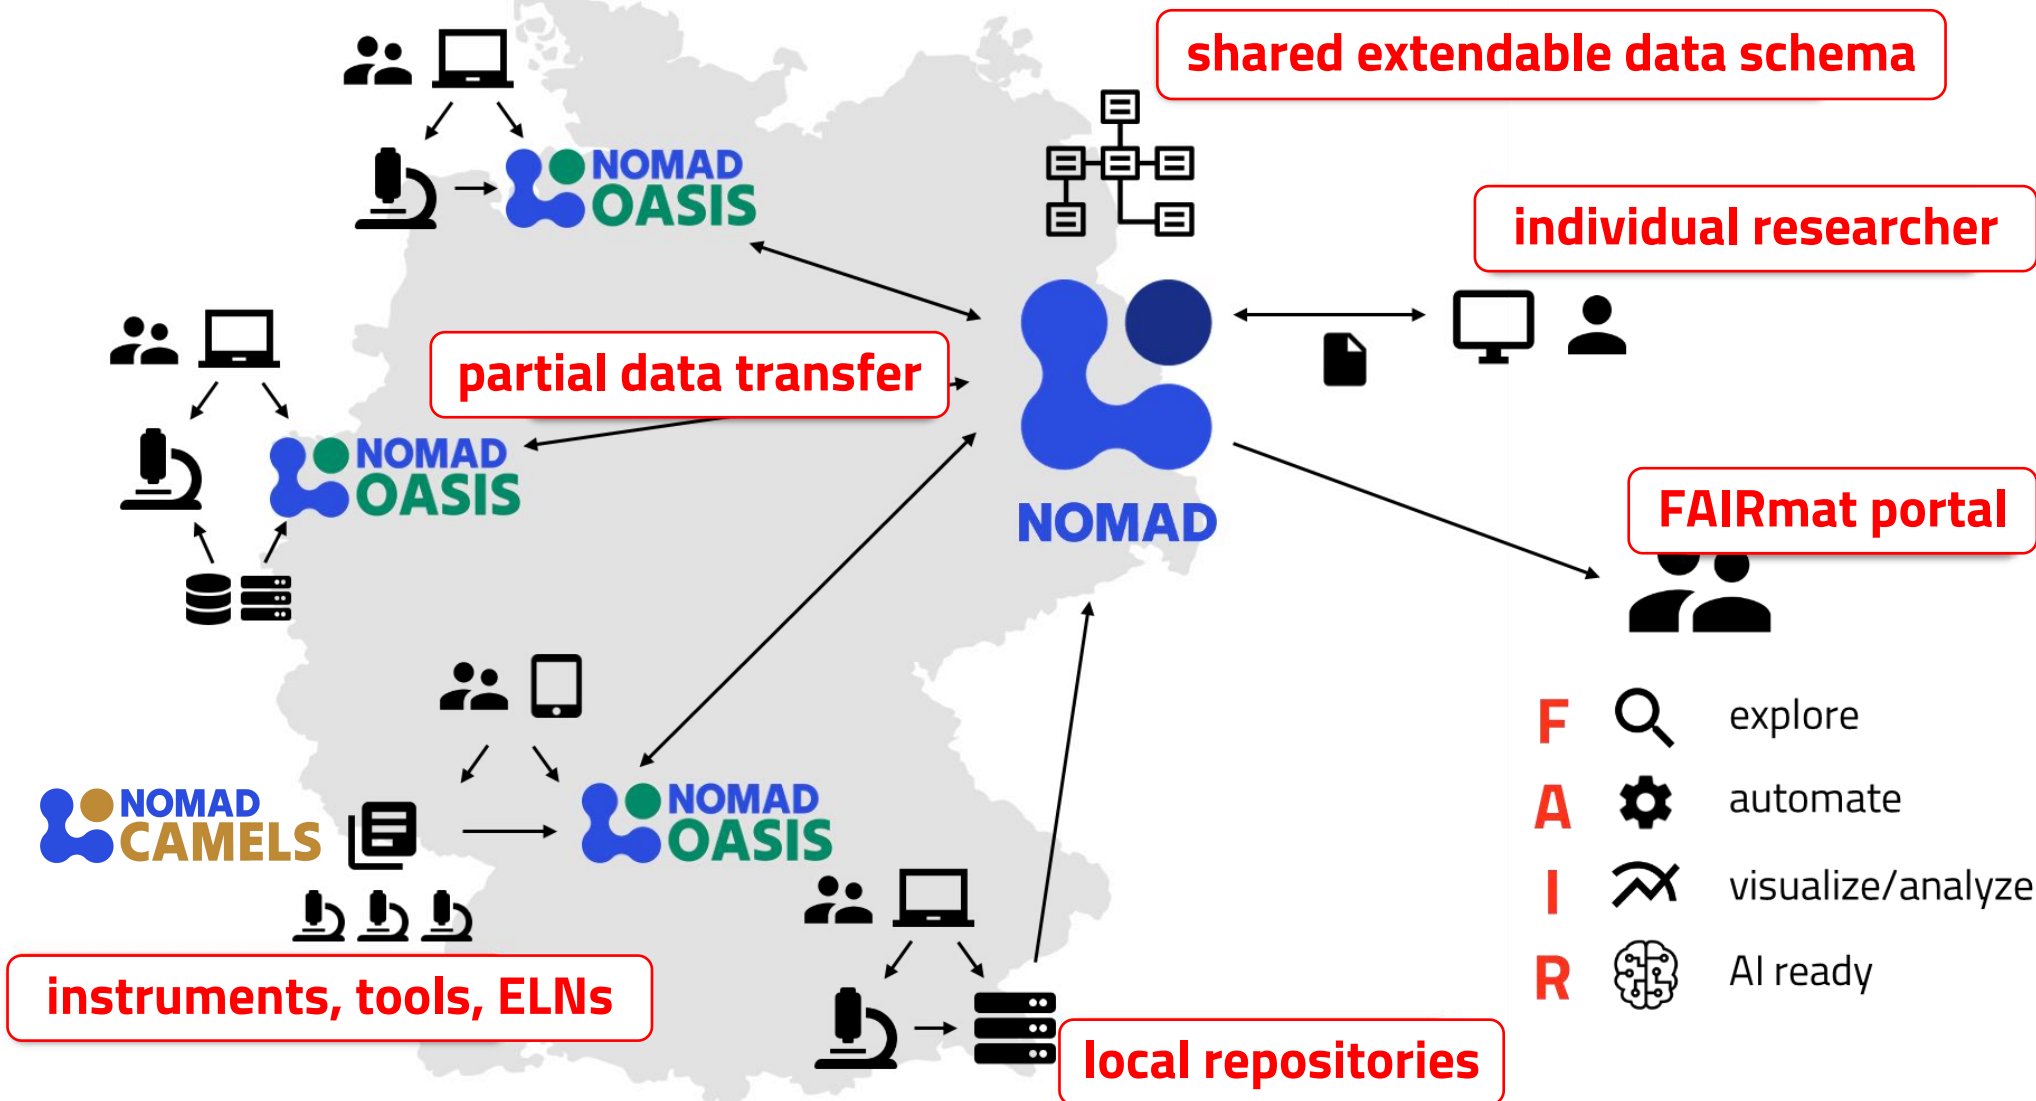 shared extendable data schema
NOMAD
OASIS
individual researcher
partial data transfer
NOMAD
OASIS
NOMAD
FAIRmat portal
F explore
A automate
I visualize/analyze
R AI ready
NOMAD
CAMELS
NOMAD
OASIS
instruments, tools, ELNs
local repositories